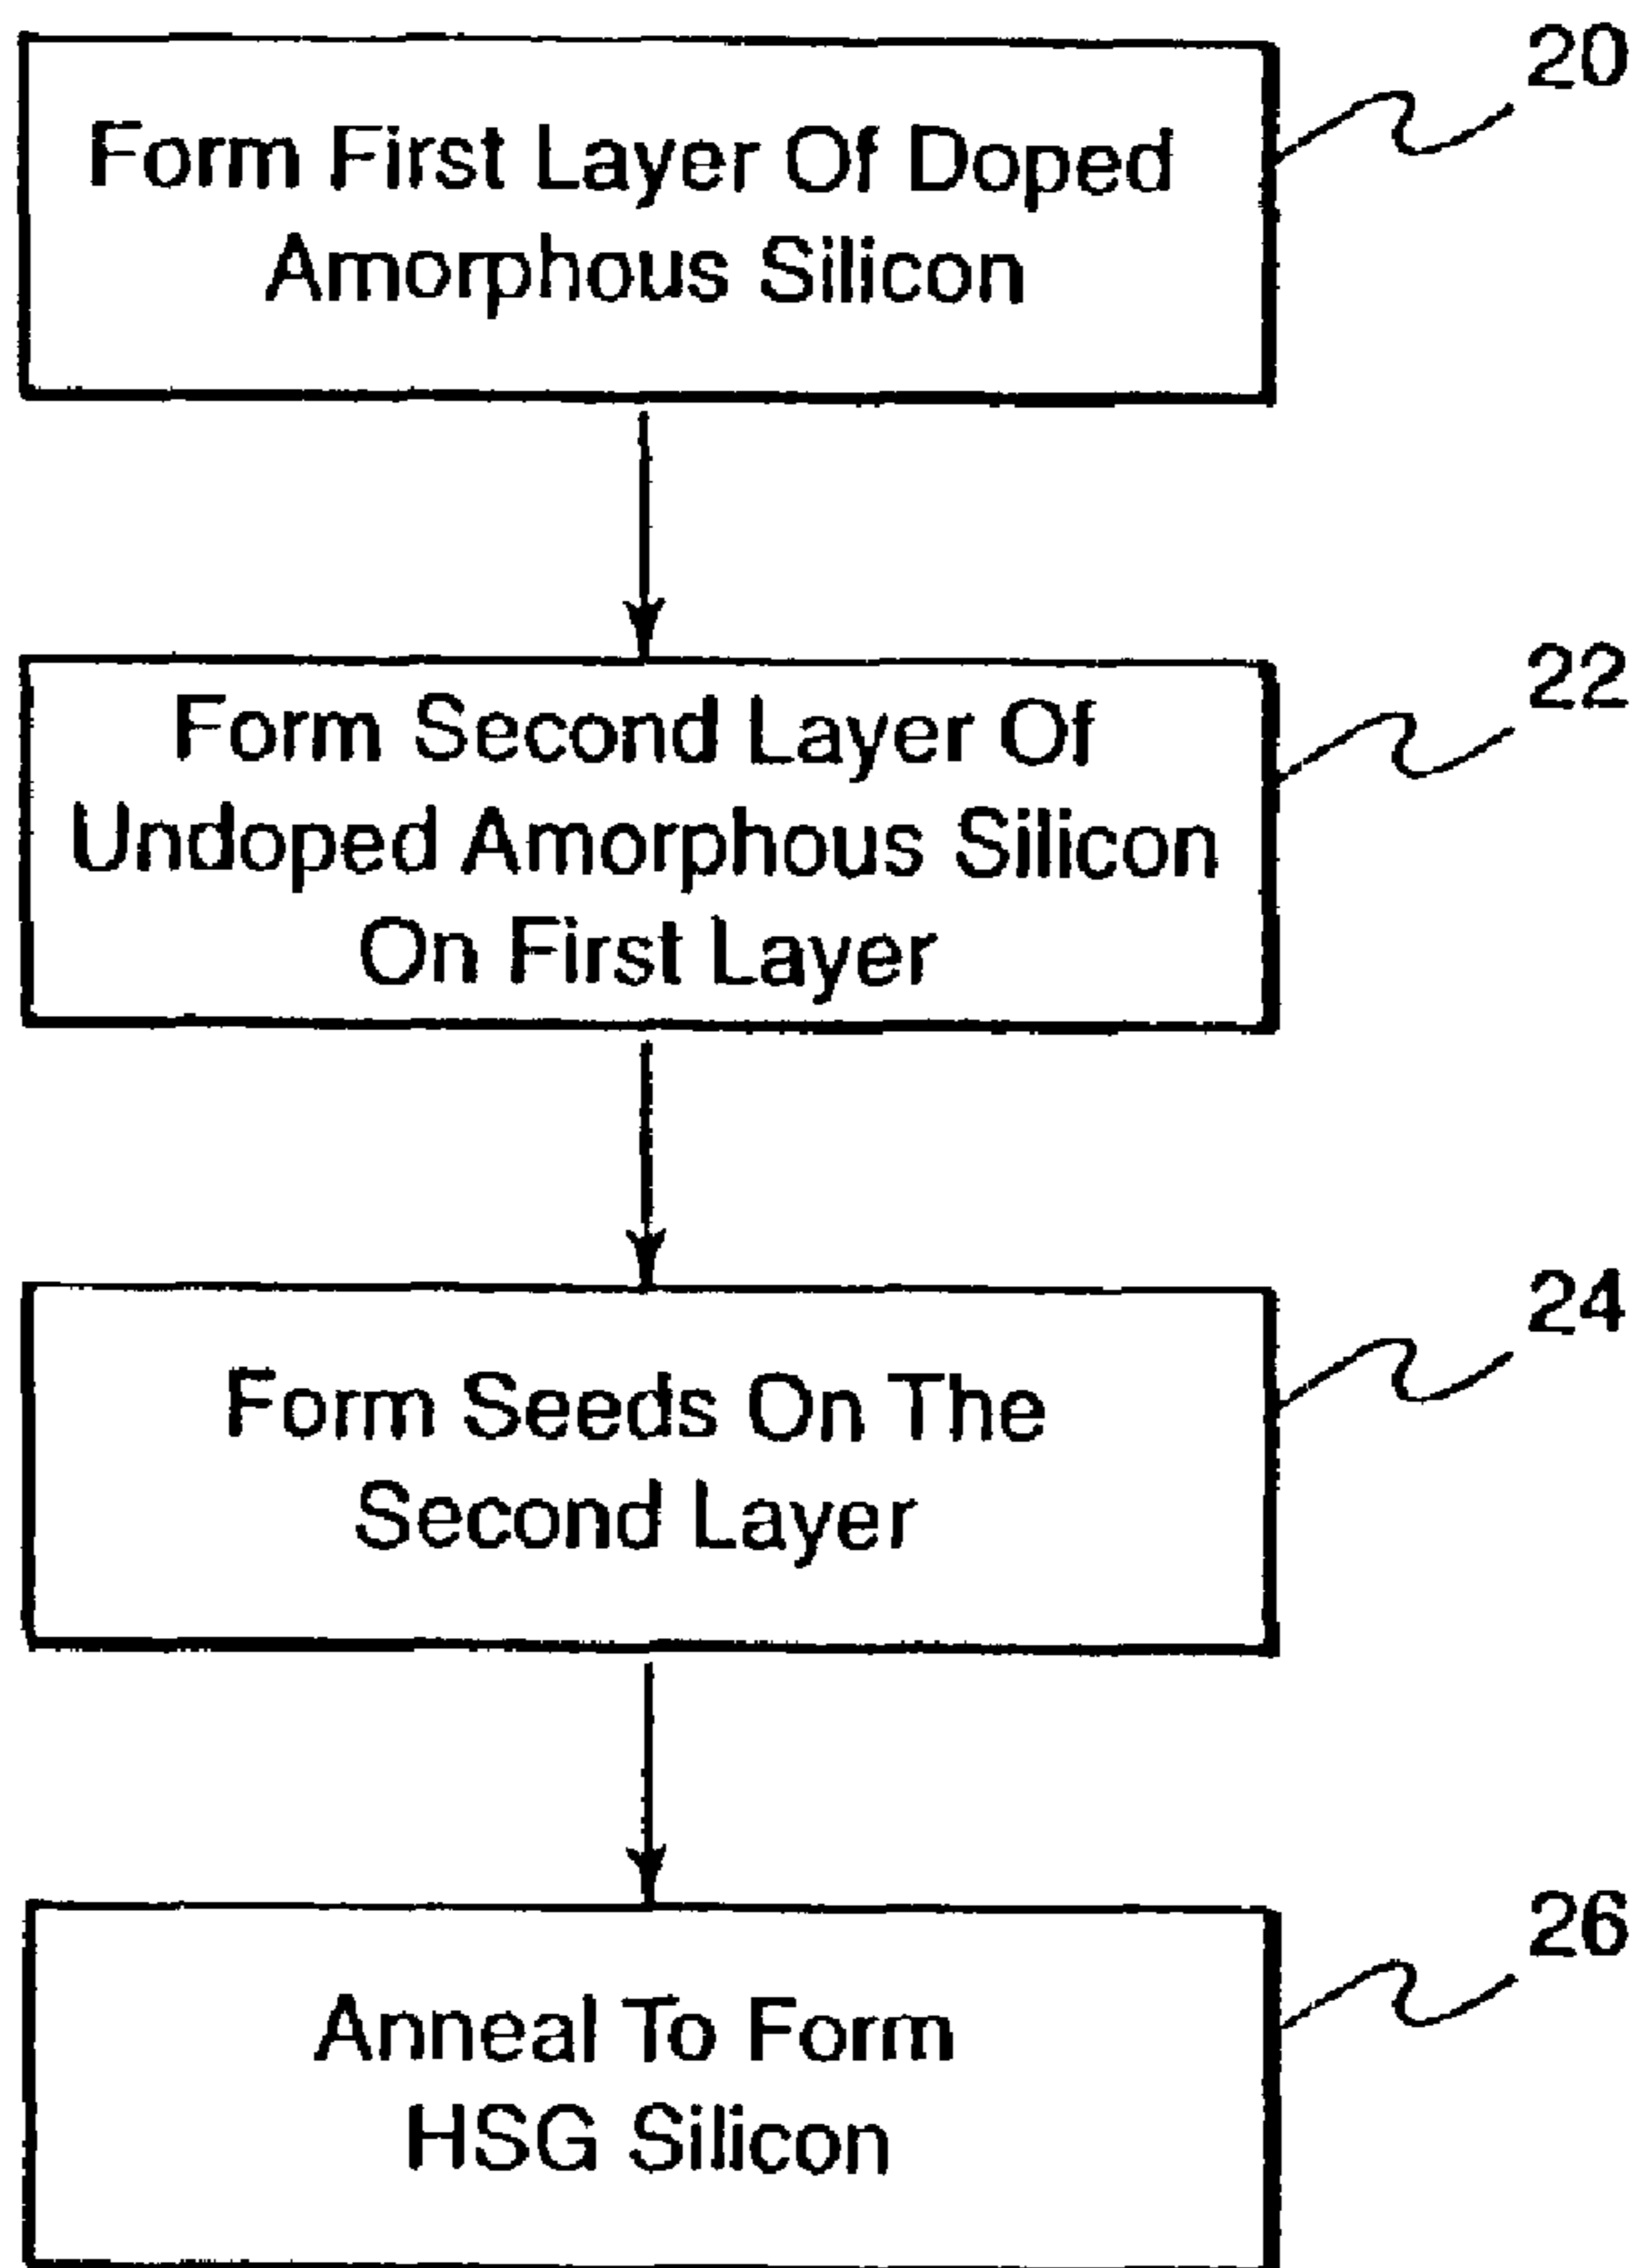 20
Form First Layer Of Doped
Amorphous Silicon
22
Form Second Layer Of
Undoped Amorphous Silicon
On First Layer
24
Form Seeds On The
Second Layer
26
Anneal To Form
HSG Silicon